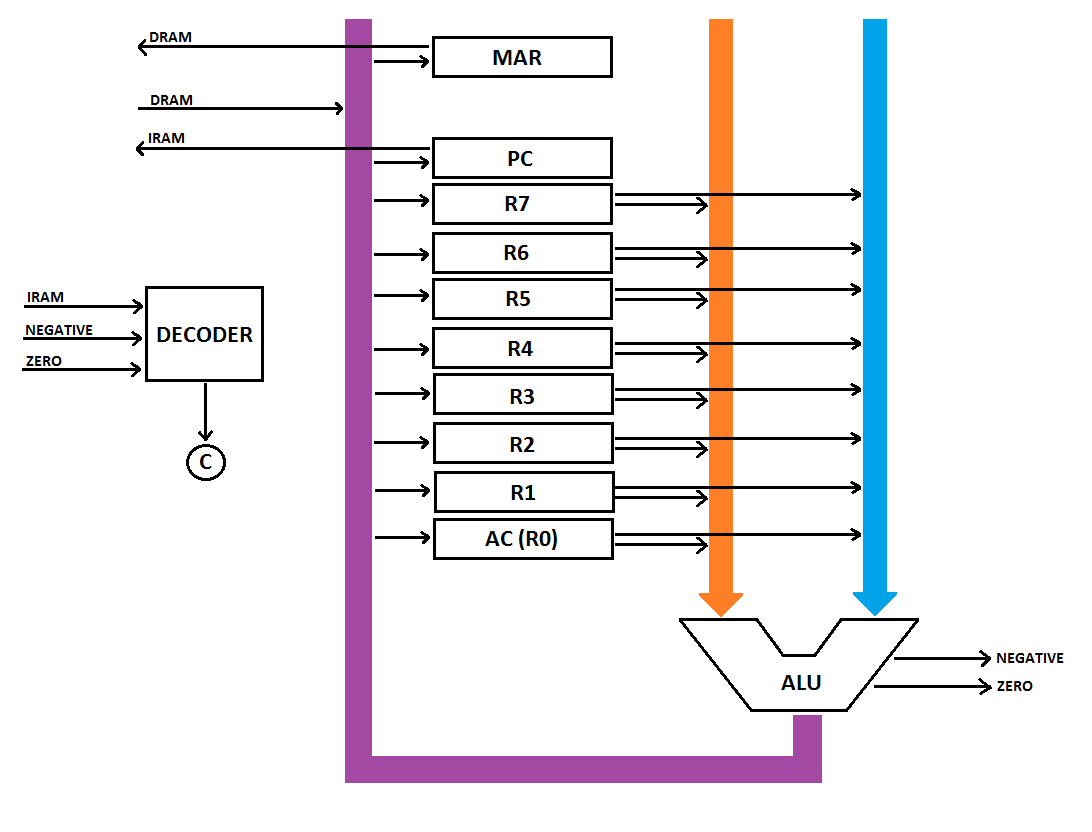 DRAM
MAR
DRAM
IRAM
PC
R7
R6
IRAM
R5
NEGATIVE
DECODER
ZERO
R4
R3
R2
C
R1
AC (R0)
NEGATIVE
ALU
ZERO